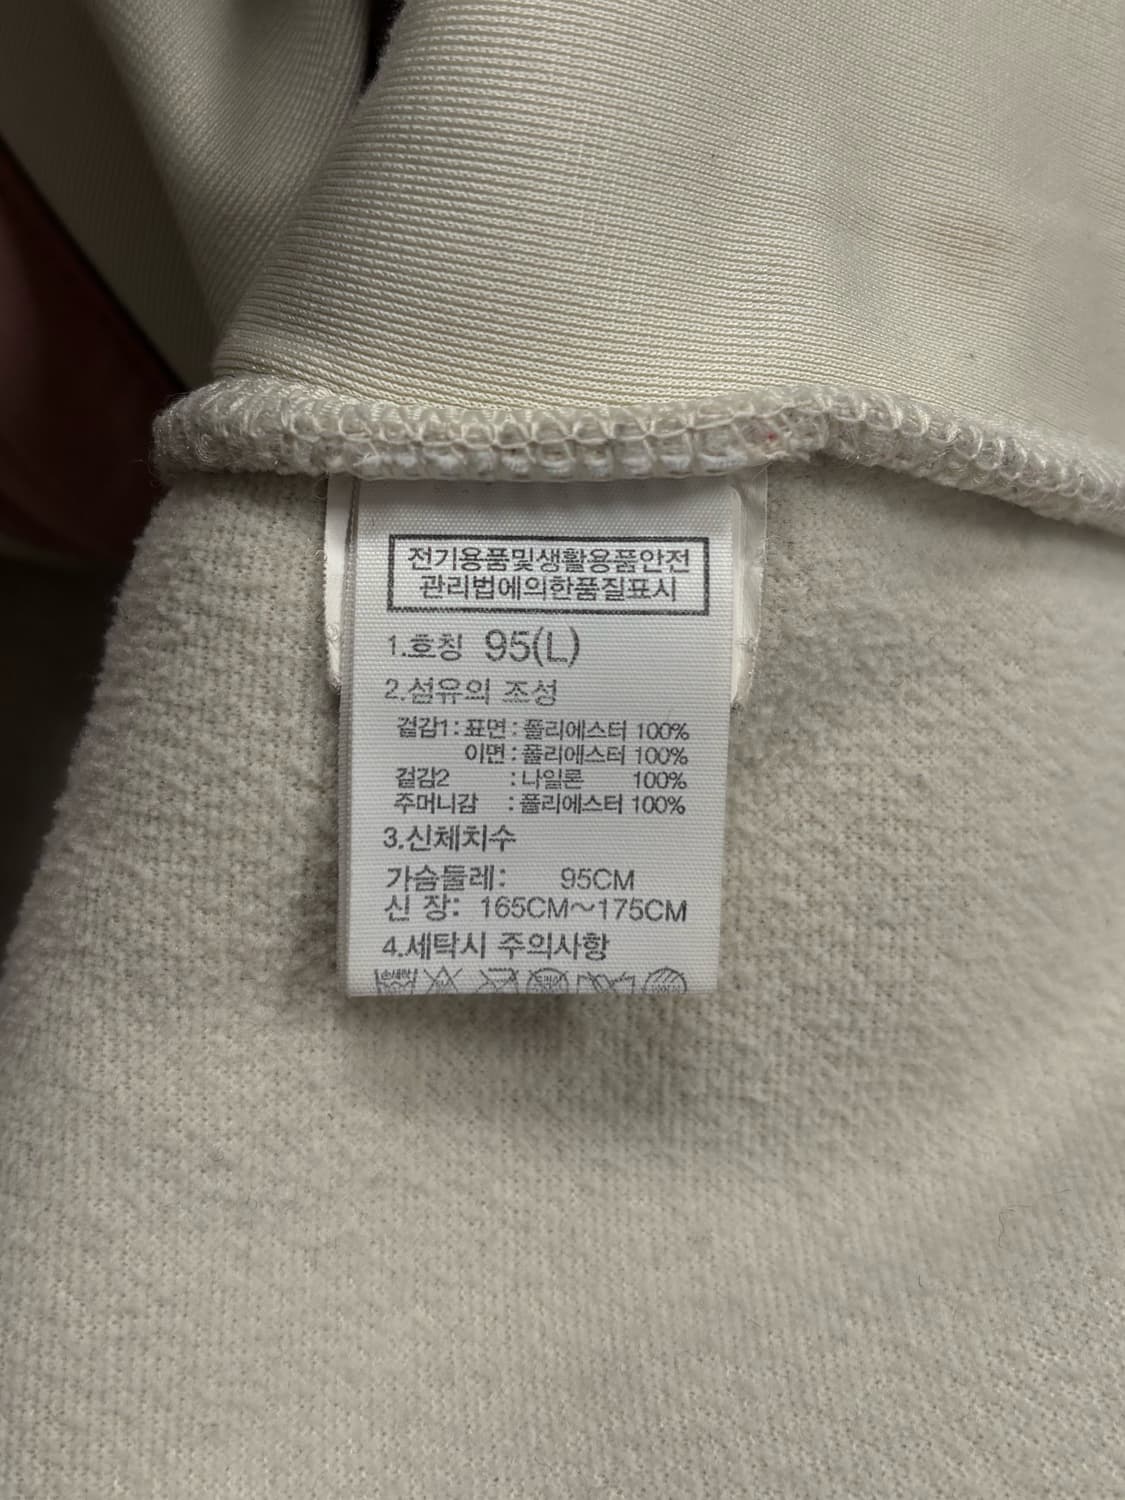 전기용품및생활용품안전
관리법에의한품질표시
1.호칭 95(L)
2.섬유의 조성
겉감1 : 표면 : 폴리에스터 100%
이면 : 폴리에스터 100%
겉감2 : 나일론 100%
주머니감 : 폴리에스터 100%
3.신체치수
가슴둘레: 95CM
신 장: 165CM~175CM
4.세탁시 주의사항
손세탁